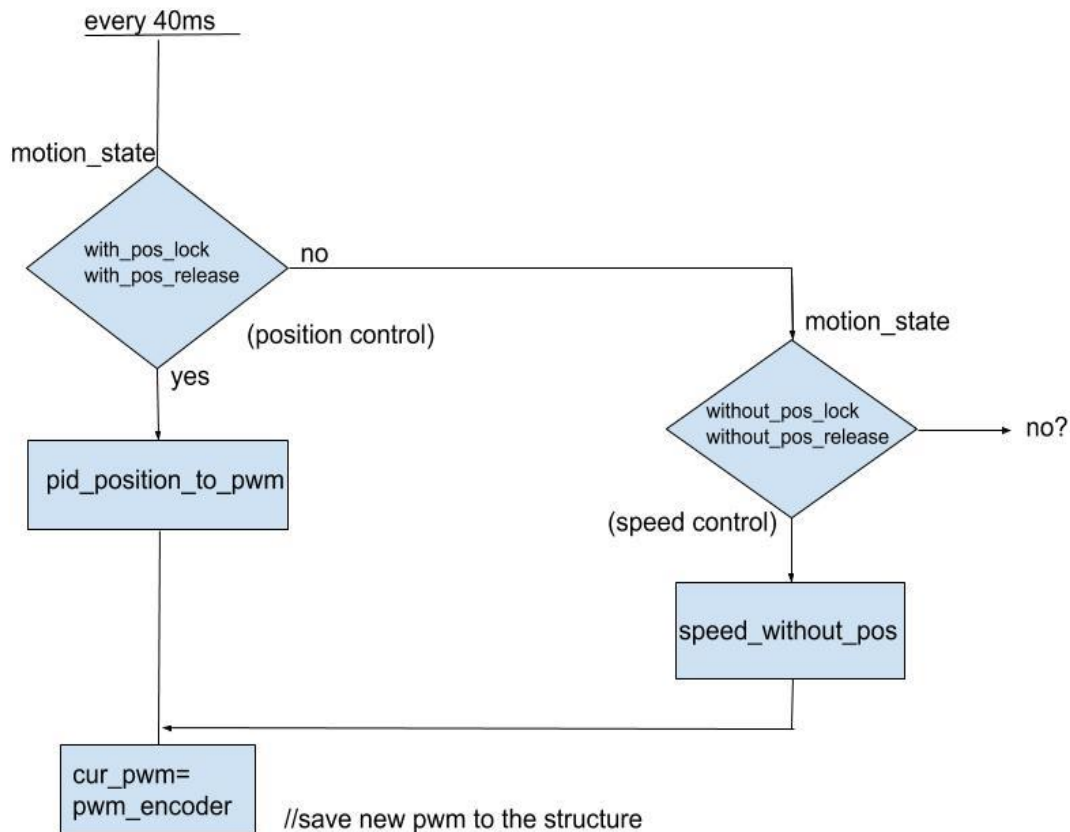 every 40ms
motion_state
with_pos_lock
with_pos_release
no
(position control)
yes
pid_position_to_pwm
motion_state
without_pos_lock
without_pos_release
no?
(speed control)
speed_without_pos
cur_pwm=
pwm_encoder
//save new pwm to the structure